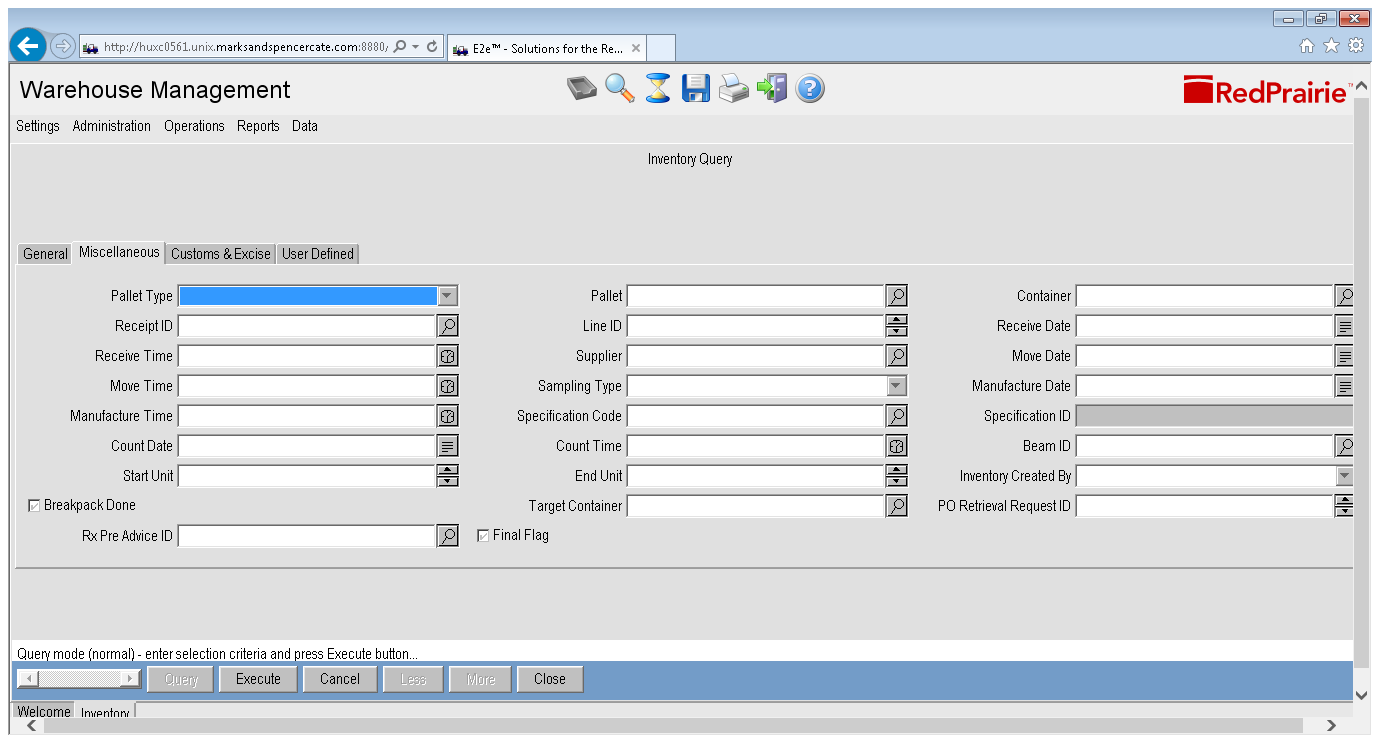 http://huxc0561.unix.marksandspencercate.com:8880/
E2e™ - Solutions for the Re...
Warehouse Management
RedPrairie™
Settings Administration Operations Reports Data
Inventory Query
General Miscellaneous Customs & Excise User Defined
Pallet Type Pallet Container
Receipt ID Line ID Receive Date
Receive Time Supplier Move Date
Move Time Sampling Type Manufacture Date
Manufacture Time Specification Code Specification ID
Count Date Count Time Beam ID
Start Unit End Unit Inventory Created By
Breakpack Done Target Container PO Retrieval Request ID
Rx Pre Advice ID Final Flag
Query mode (normal) - enter selection criteria and press Execute button...
Query Execute Cancel Less More Close
Welcome Inventory